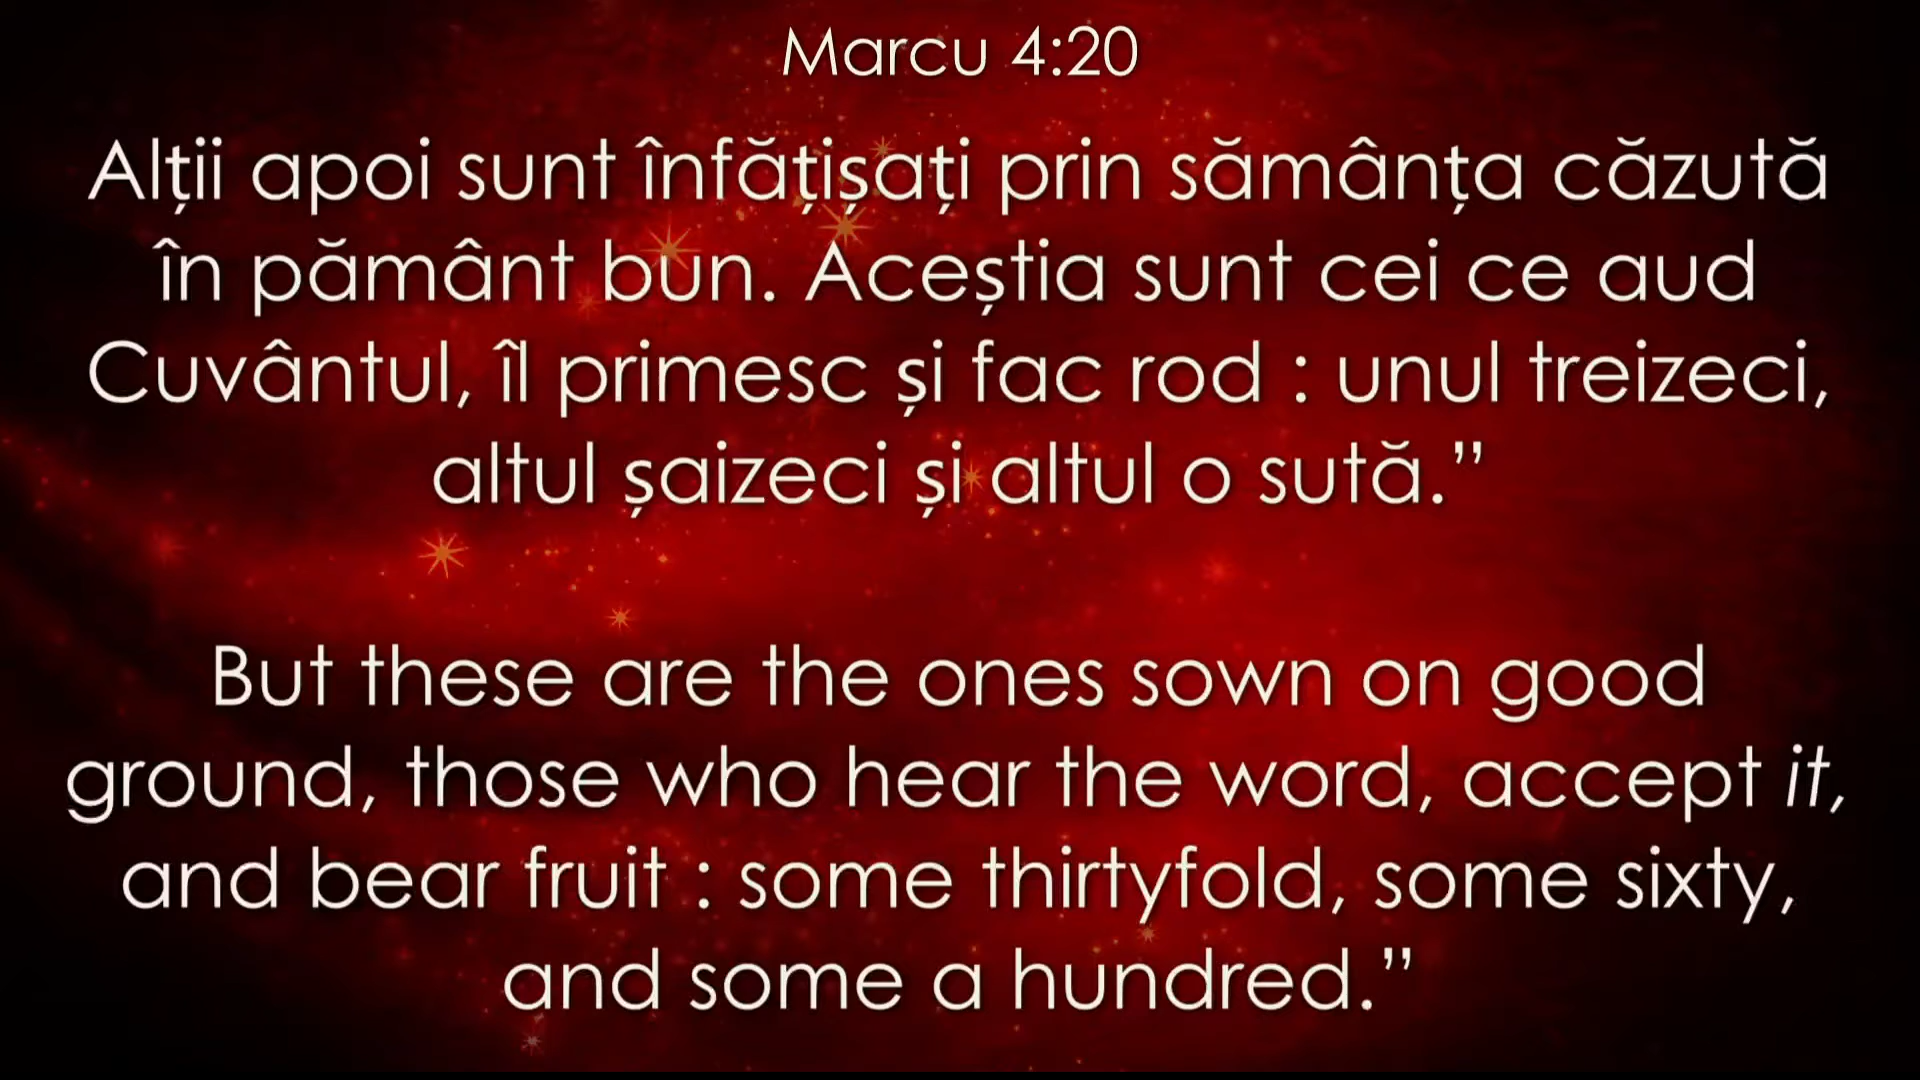 Marcu 4:20
Alții apoi sunt înfățișați prin sămânța căzută
în pământ bun. Aceștia sunt cei ce aud
Cuvântul, îl primesc și fac rod : unul treizeci,
altul șaizeci și altul o sută.”
But these are the ones sown on good
ground, those who hear the word, accept it,
and bear fruit : some thirtyfold, some sixty,
and some a hundred.”